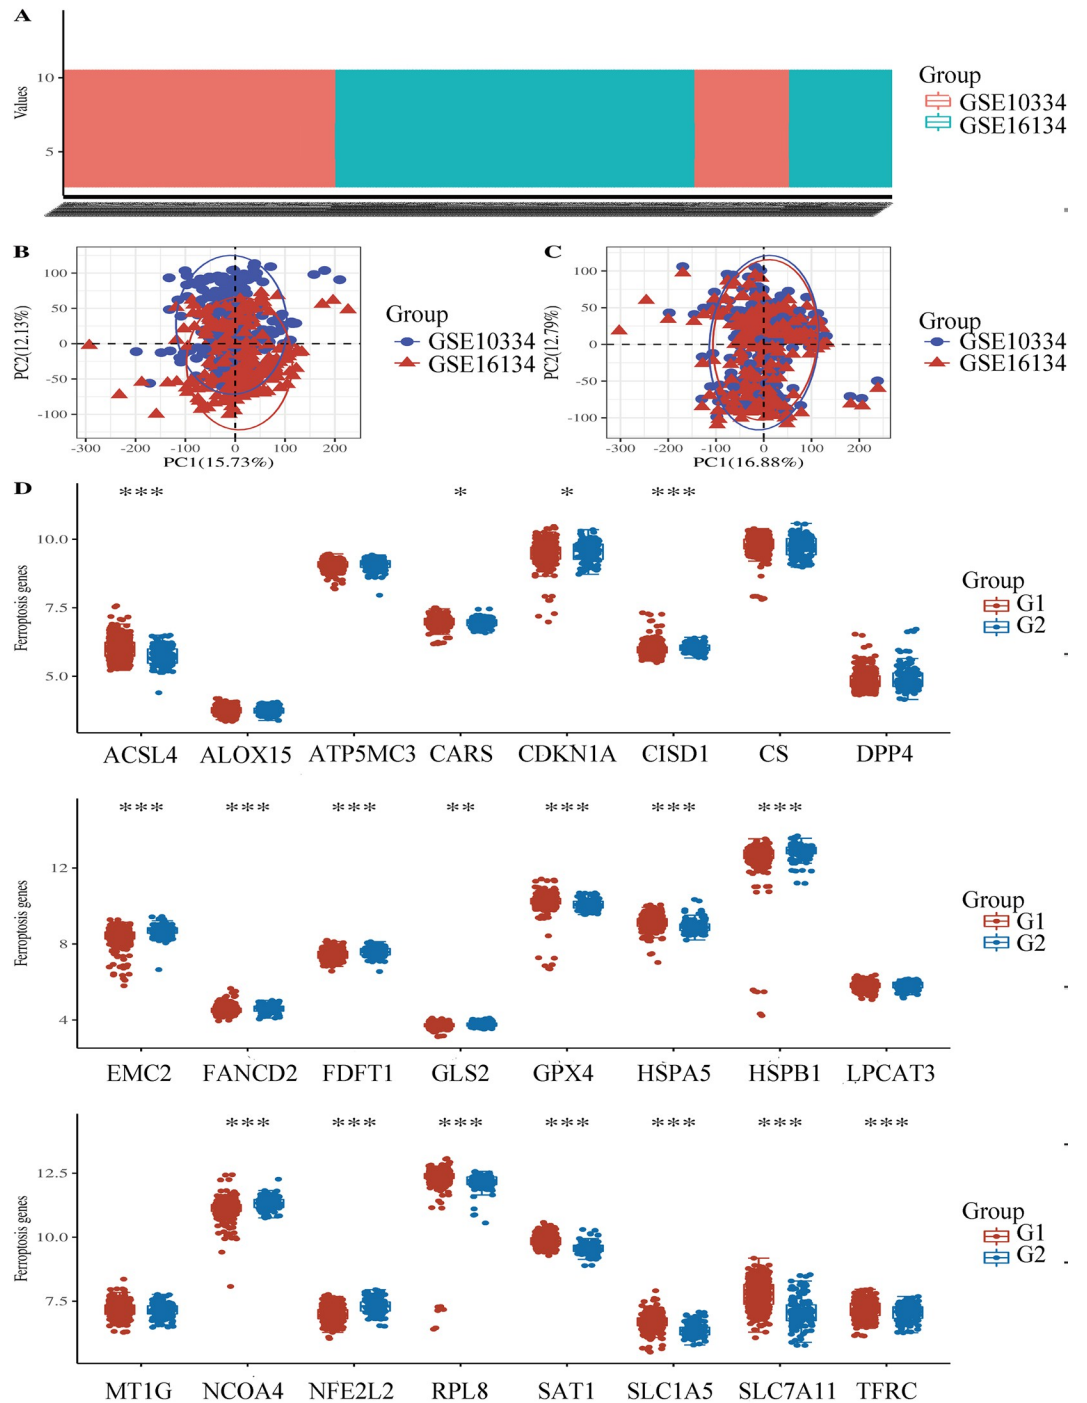 A
Values
10
5
Group
GSE10334
GSE16134
B
PC2(12.13%)
100
50
0
-50
-100
-300 -200 -100 0 100 200
PC1(15.73%)
Group
GSE10334
GSE16134
C
PC2(12.79%)
100
50
0
-50
-100
-300 -200 -100 0 100 200
PC1(16.88%)
Group
GSE10334
GSE16134
D
*** * * ***
Ferroptosis genes
10.0
7.5
5.0
ACSL4 ALOX15 ATP5MC3 CARS CDKN1A CISD1 CS DPP4
Group
G1
G2
*** *** *** ** *** *** ***
Ferroptosis genes
12
8
4
EMC2 FANCD2 FDFT1 GLS2 GPX4 HSPA5 HSPB1 LPCAT3
Group
G1
G2
*** *** *** *** *** *** ***
Ferroptosis genes
12.5
10.0
7.5
MT1G NCOA4 NFE2L2 RPL8 SAT1 SLC1A5 SLC7A11 TFRC
Group
G1
G2